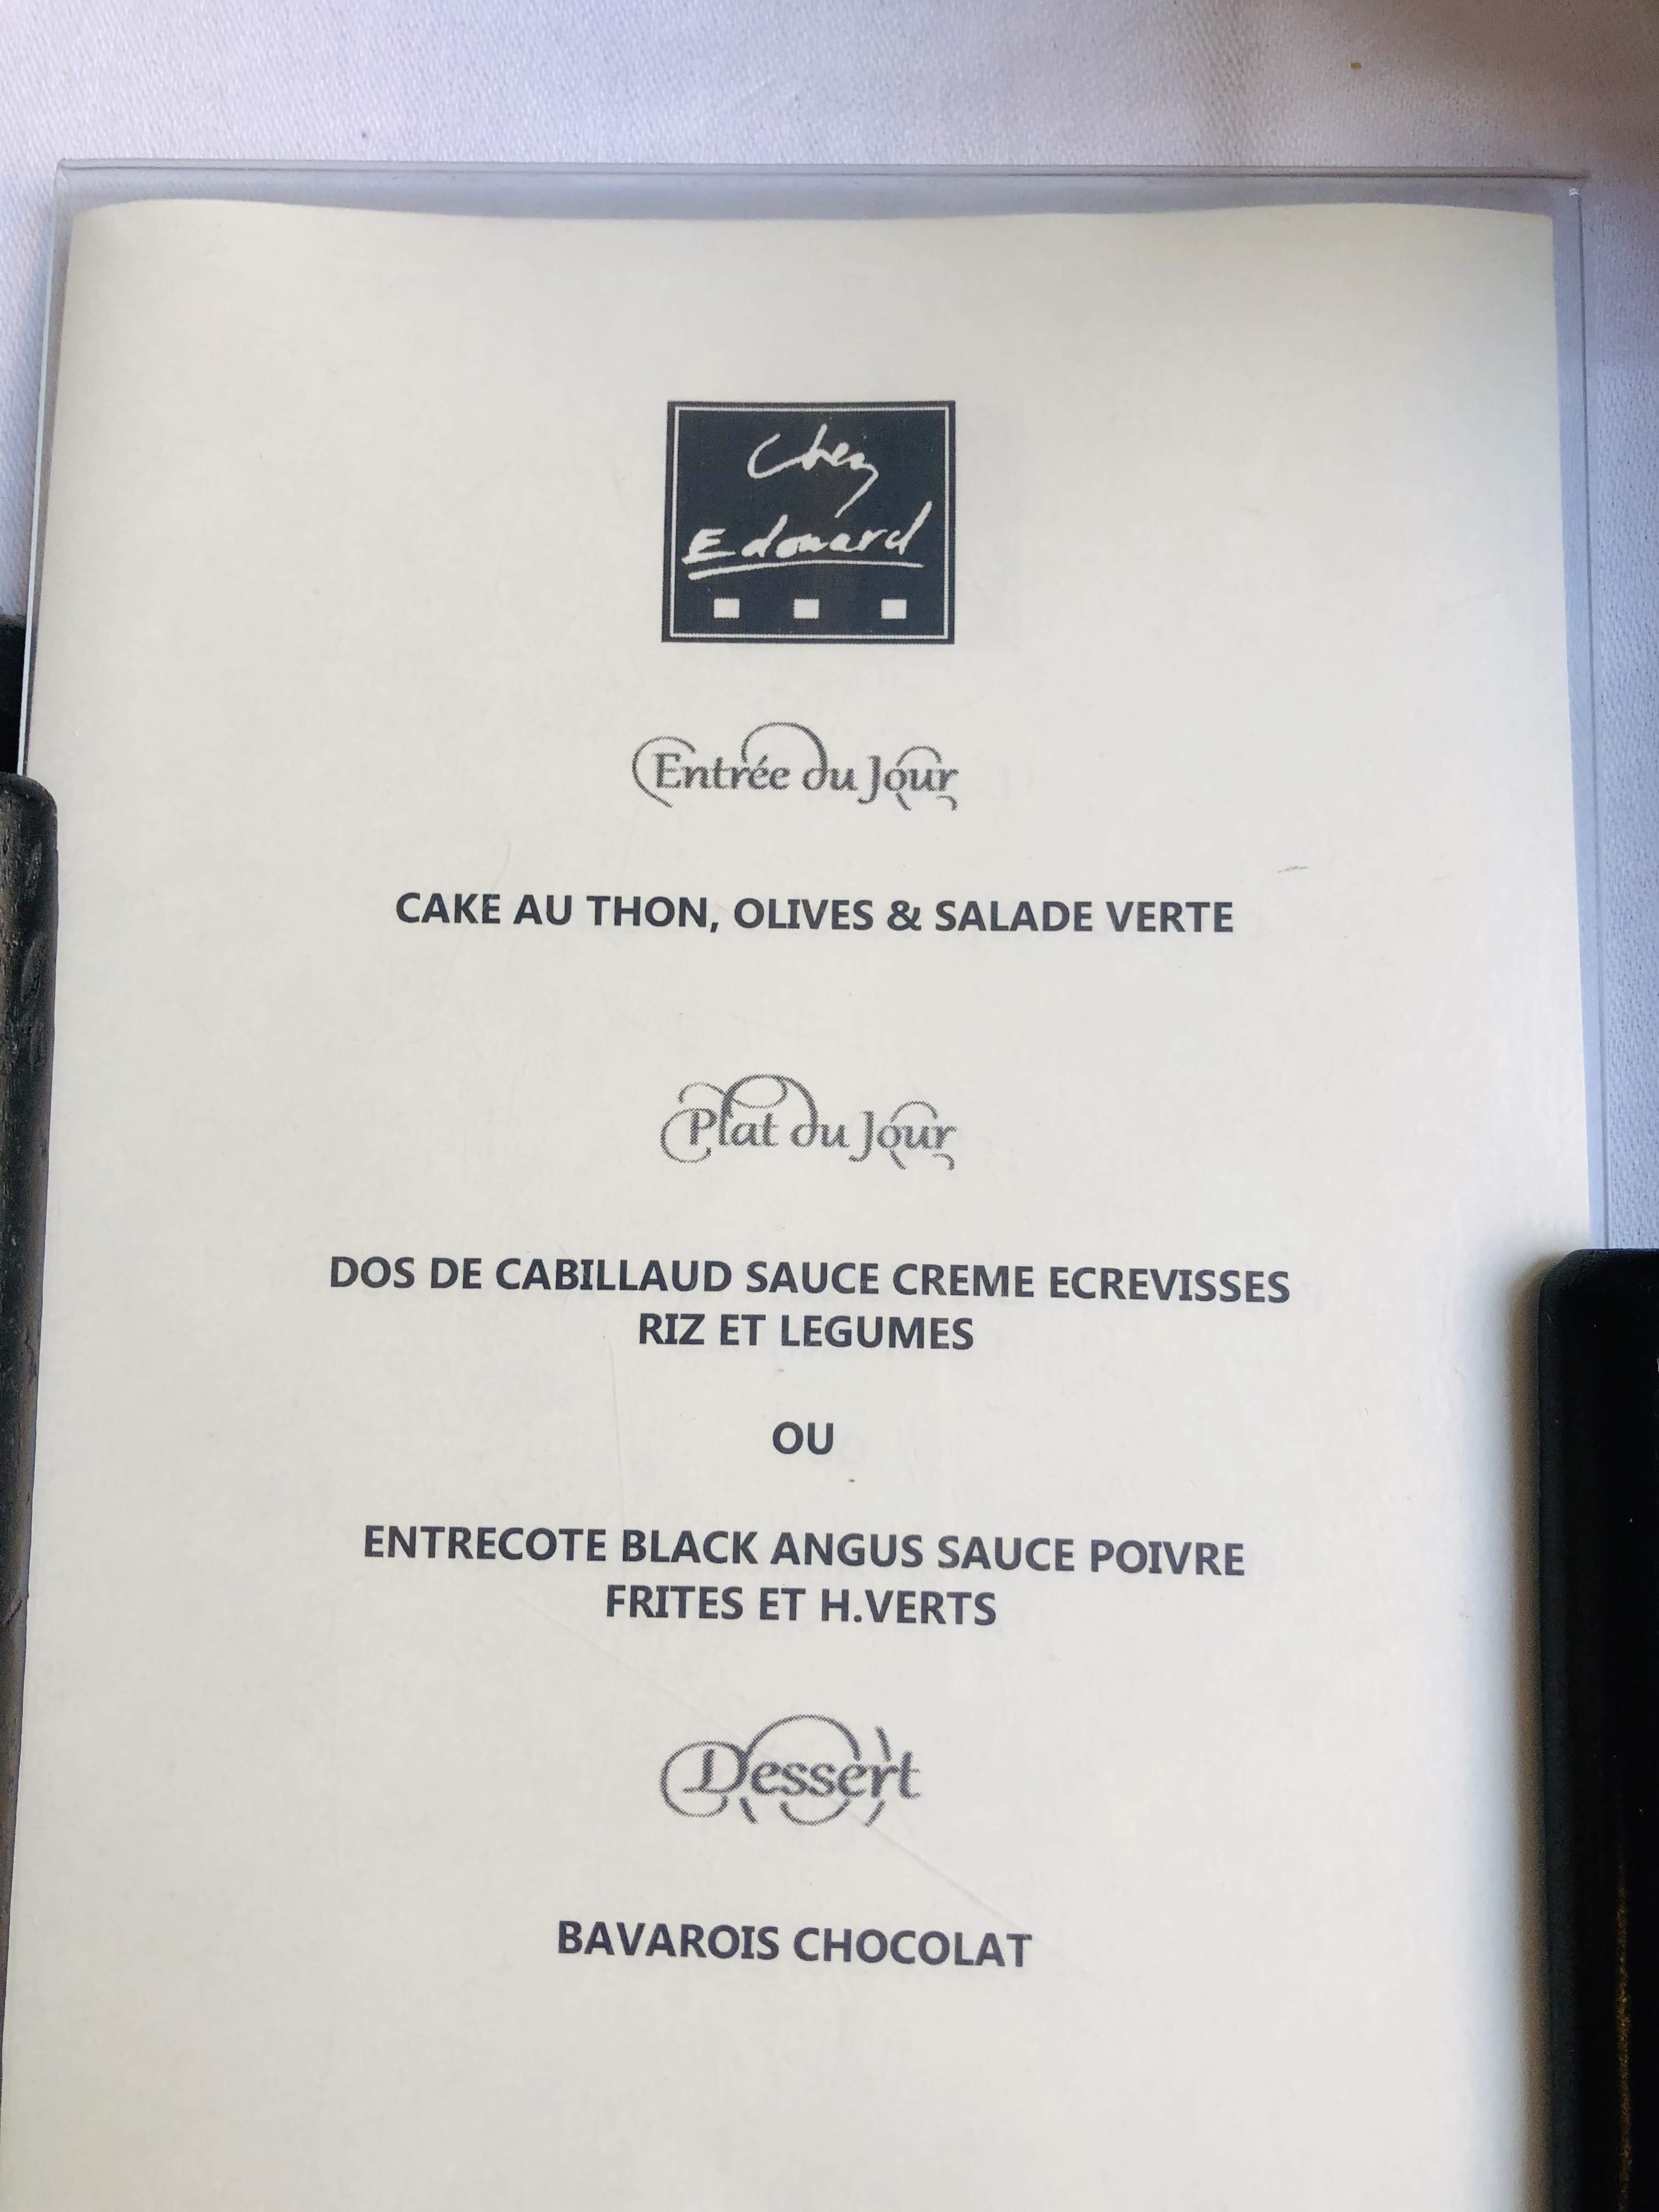 Chez
Edouard
Entrée du Jour
CAKE AU THON, OLIVES & SALADE VERTE
Plat du Jour
DOS DE CABILLAUD SAUCE CREME ECREVISSES
RIZ ET LEGUMES
OU
ENTRECOTE BLACK ANGUS SAUCE POIVRE
FRITES ET H.VERTS
Dessert
BAVAROIS CHOCOLAT